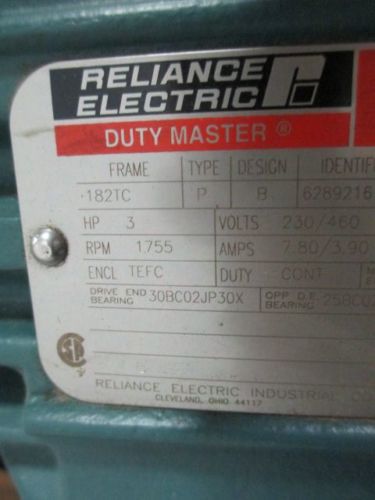 RELIANCE
ELECTRIC
DUTY MASTER ®
FRAME TYPE DESIGN
182TC P B 6289216
HP 3 VOLTS 230/460
RPM 1755 AMPS 7.80/3.90
ENCL TEFC DUTY CONT
DRIVE END BEARING 30BC02JP30X OPP D.E. BEARING
RELIANCE ELECTRIC INDUSTRIAL
CLEVELAND, OHIO 44117